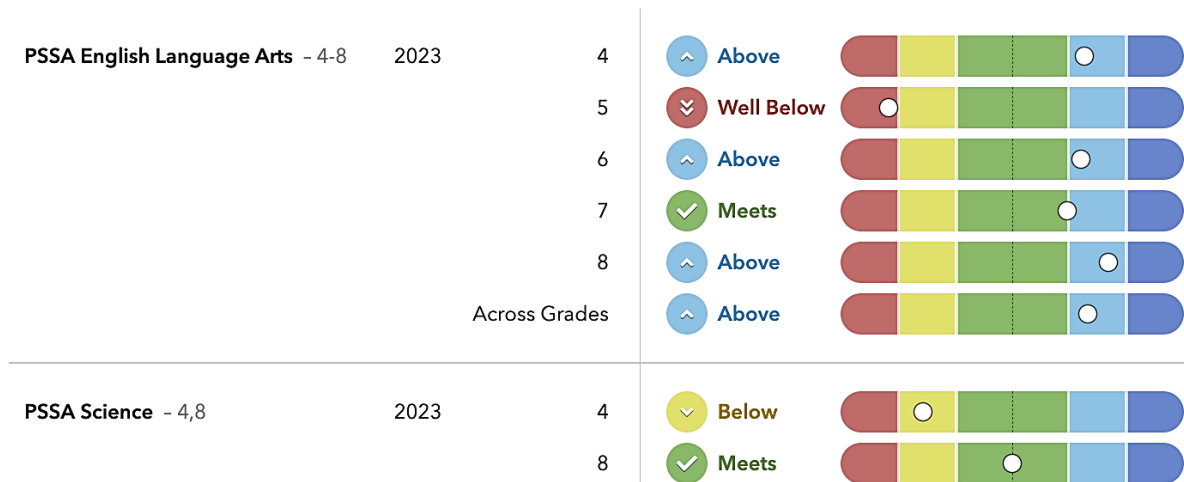 PSSA English Language Arts – 4-8 2023 4 Above
5 Well Below
6 Above
7 Meets
8 Above
Across Grades Above
PSSA Science – 4,8 2023 4 Below
8 Meets